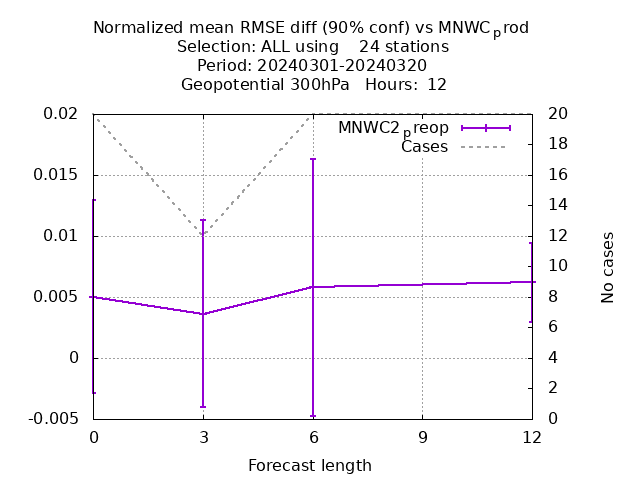 Normalized mean RMSE diff (90% conf) vs MNWCprod
Selection: ALL using 24 stations
Period: 20240301-20240320
Geopotential 300hPa Hours: 12
MNWC2preop
Cases
0.02
0.015
0.01
0.005
0
-0.005
20
18
16
14
12
10
8
6
4
2
0
No cases
0 3 6 9 12
Forecast length